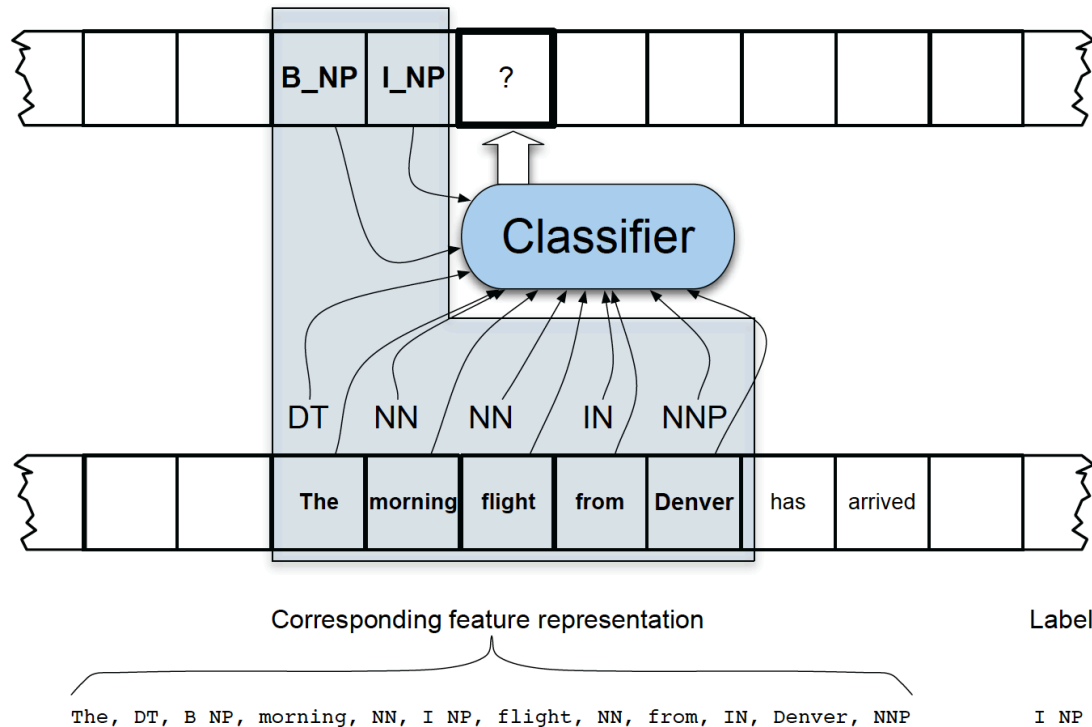 B_NP I_NP ?
Classifier
DT NN NN IN NNP
The morning flight from Denver has arrived
Corresponding feature representation Label
The, DT, B NP, morning, NN, I NP, flight, NN, from, IN, Denver, NNP I NP